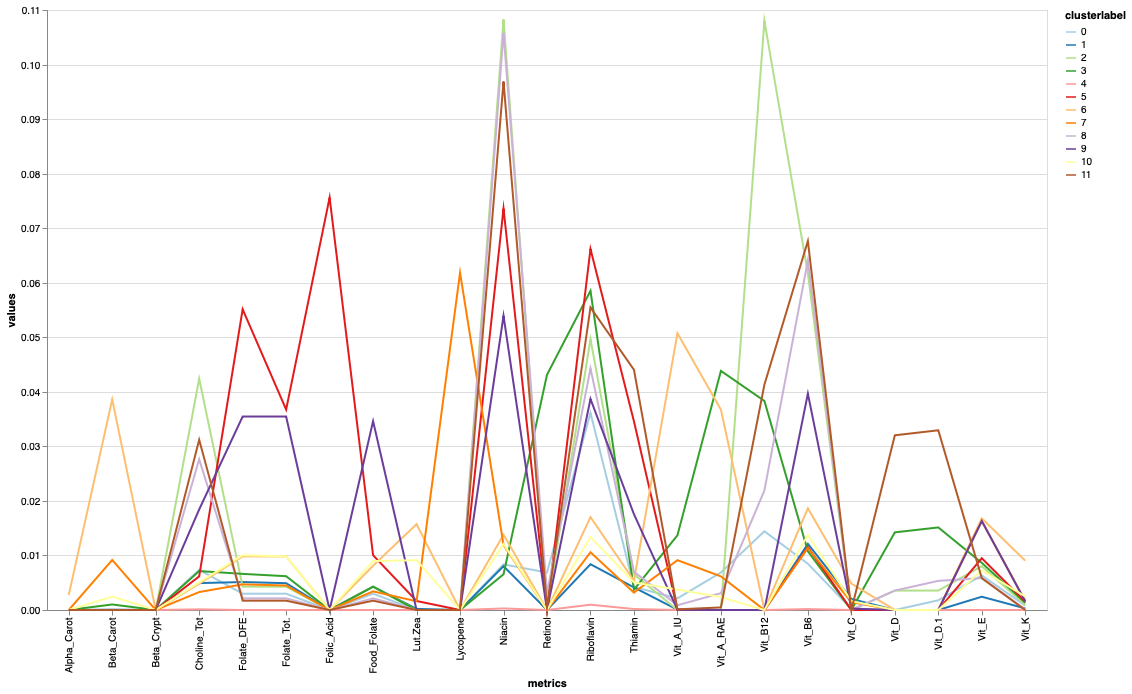 0.11
0.10
0.09
0.08
0.07
0.06
0.05
0.04
0.03
0.02
0.01
0.00
values
Alpha_Carot
Beta_Carot
Beta_Crypt
Choline_Tot
Folate_DFE
Folate_Tot.
Folic_Acid
Food_Folate
Lut.Zea
Lycopene
Niacin
Retinol
Riboflavin
Thiamin
Vit_A_IU
Vit_A_RAE
Vit_B12
Vit_B6
Vit_C
Vit_D
Vit_D.1
Vit_E
Vit_K
metrics
clusterlabel
0
1
2
3
4
5
6
7
8
9
10
11